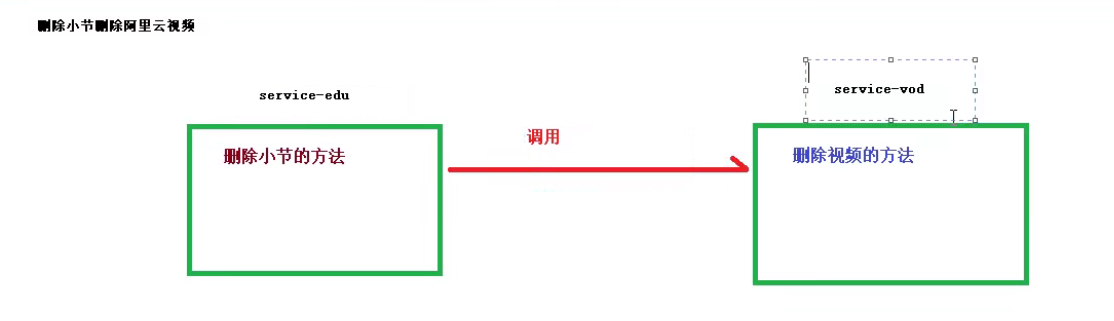 删除小节删除阿里云视频
service-edu
service-vod
调用
删除小节的方法
删除视频的方法